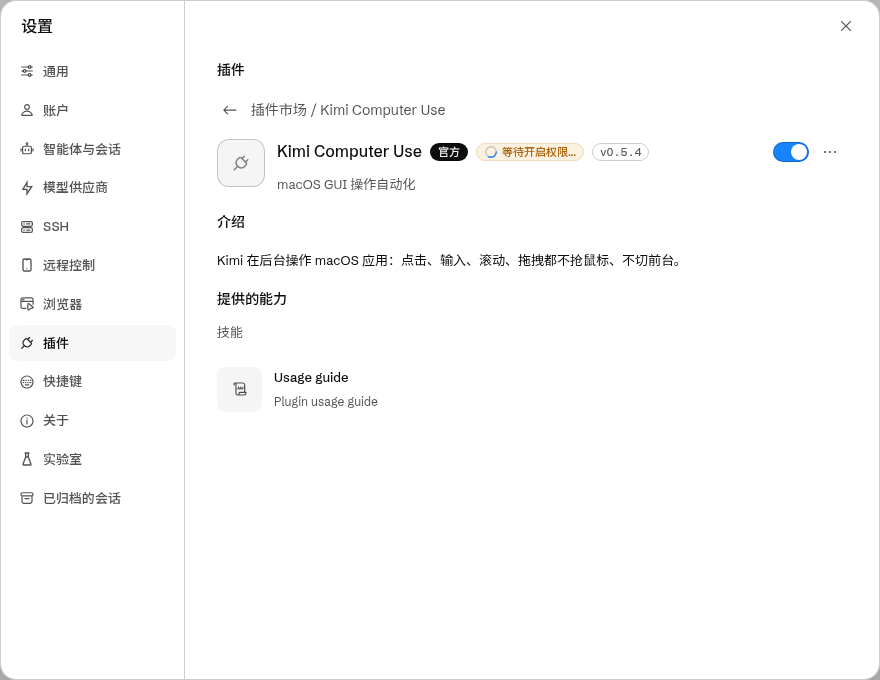 设置
通用
账户
智能体与会话
模型供应商
SSH
远程控制
浏览器
插件
快捷键
关于
实验室
已归档的会话
插件
插件市场 / Kimi Computer Use
Kimi Computer Use 官方 等待开启权限... v0.5.4
macOS GUI 操作自动化
介绍
Kimi 在后台操作 macOS 应用：点击、输入、滚动、拖拽都不抢鼠标、不切前台。
提供的能力
技能
Usage guide
Plugin usage guide